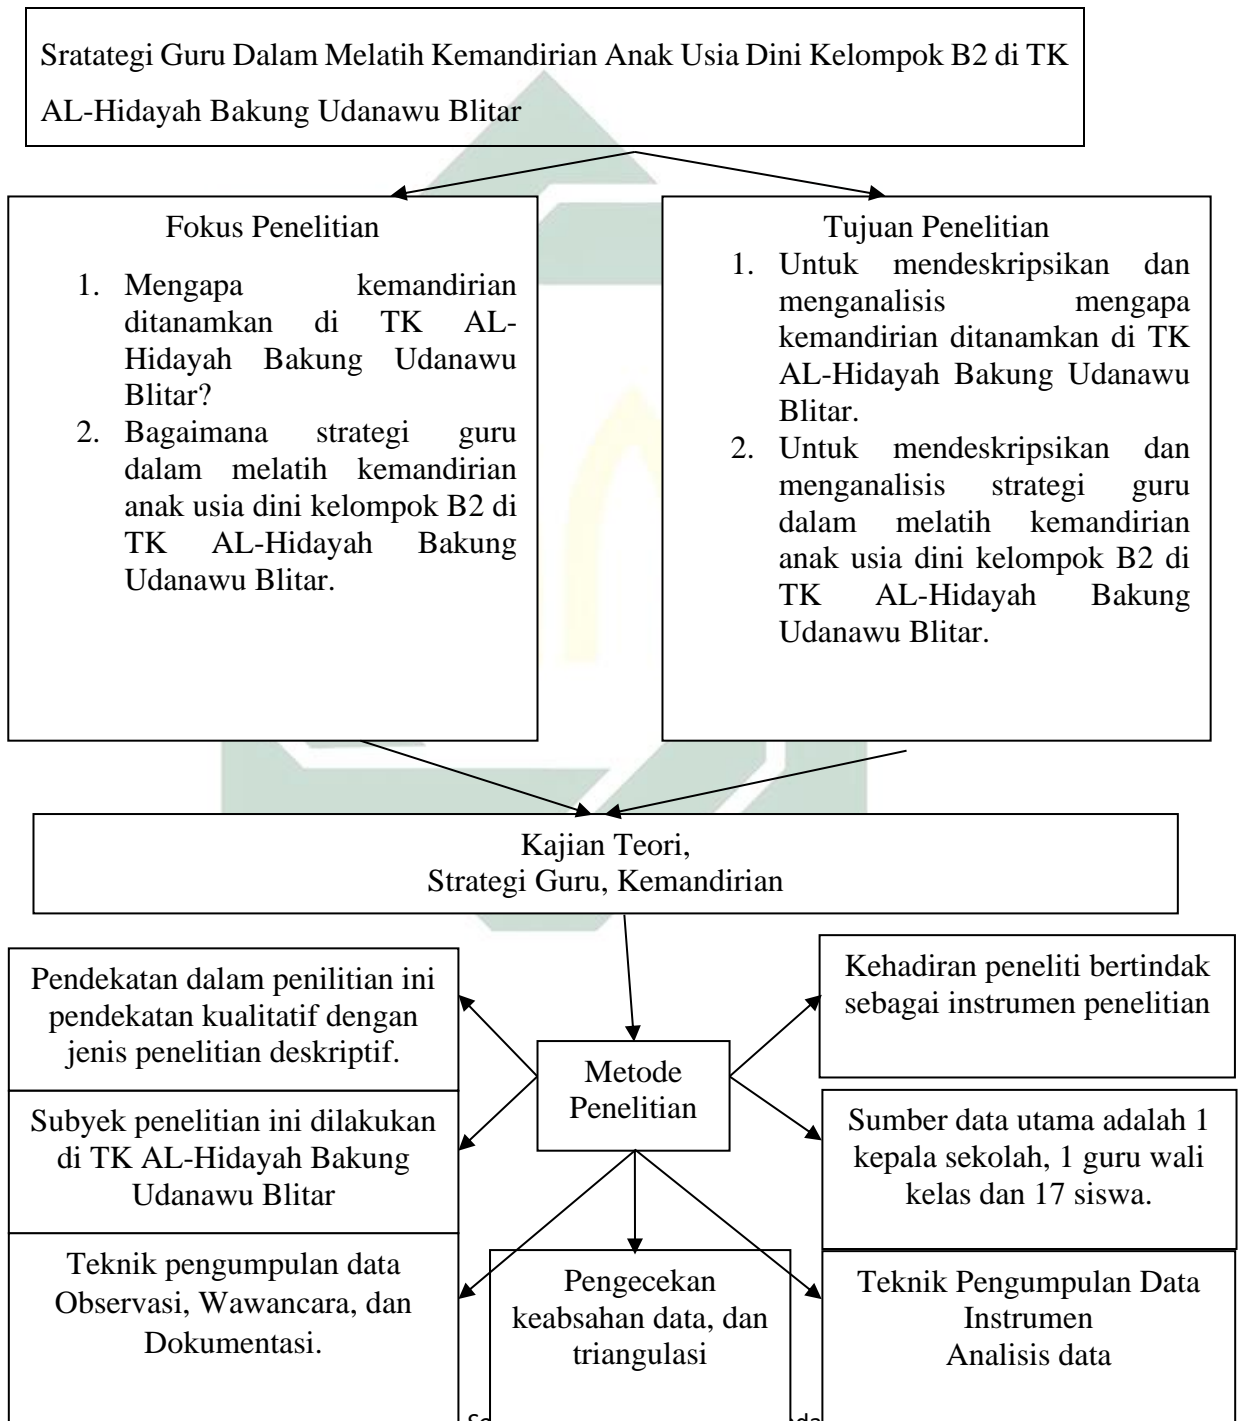 Sratategi Guru Dalam Melatih Kemandirian Anak Usia Dini Kelompok B2 di TK
AL-Hidayah Bakung Udanawu Blitar
Fokus Penelitian
1. Mengapa kemandirian
ditanamkan di TK AL-
Hidayah Bakung Udanawu
Blitar?
2. Bagaimana strategi guru
dalam melatih kemandirian
anak usia dini kelompok B2 di
TK AL-Hidayah Bakung
Udanawu Blitar.
Tujuan Penelitian
1. Untuk mendeskripsikan dan
menganalisis mengapa
kemandirian ditanamkan di TK
AL-Hidayah Bakung Udanawu
Blitar.
2. Untuk mendeskripsikan dan
menganalisis strategi guru
dalam melatih kemandirian
anak usia dini kelompok B2 di
TK AL-Hidayah Bakung
Udanawu Blitar.
Kajian Teori,
Strategi Guru, Kemandirian
Pendekatan dalam penilitian ini
pendekatan kualitatif dengan
jenis penelitian deskriptif.
Kehadiran peneliti bertindak
sebagai instrumen penelitian
Metode
Penelitian
Subyek penelitian ini dilakukan
di TK AL-Hidayah Bakung
Udanawu Blitar
Sumber data utama adalah 1
kepala sekolah, 1 guru wali
kelas dan 17 siswa.
Teknik pengumpulan data
Observasi, Wawancara, dan
Dokumentasi.
Pengecekan
keabsahan data, dan
triangulasi
Teknik Pengumpulan Data
Instrumen
Analisis data